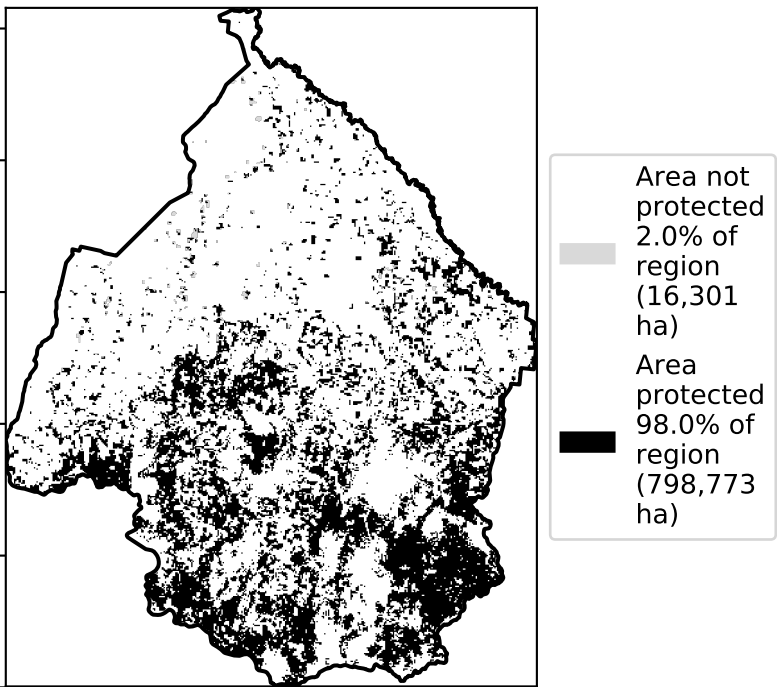 Area not
protected
2.0% of
region
(16,301
ha)
Area
protected
98.0% of
region
(798,773
ha)